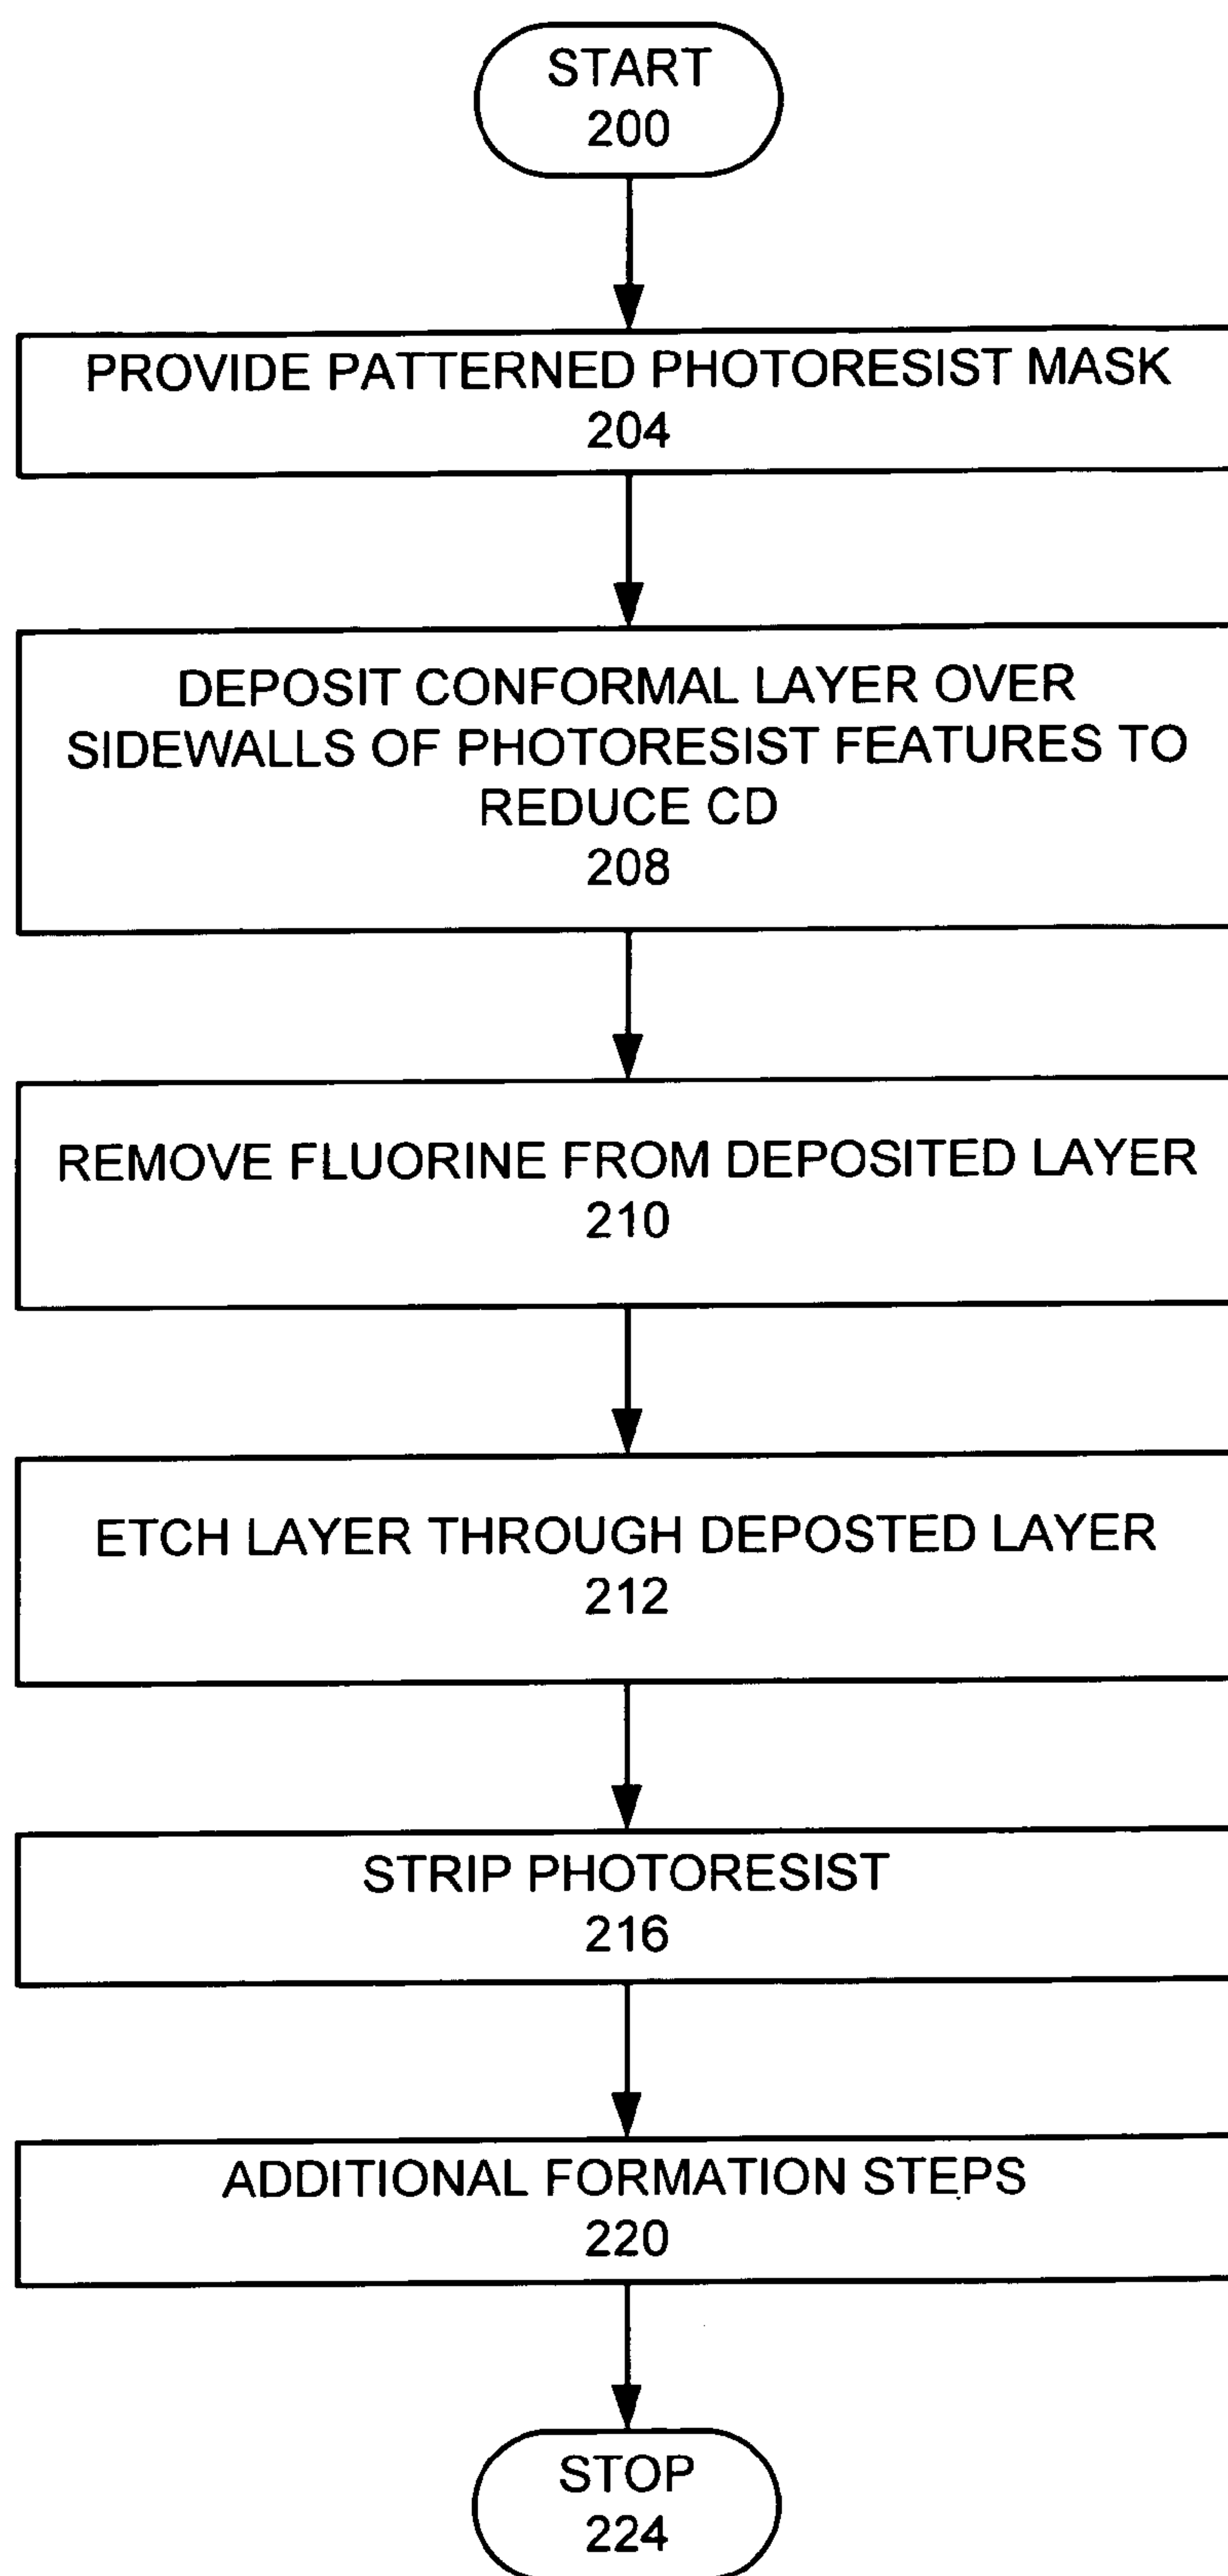 START
200
PROVIDE PATTERNED PHOTORESIST MASK
204
DEPOSIT CONFORMAL LAYER OVER
SIDEWALLS OF PHOTORESIST FEATURES TO
REDUCE CD
208
REMOVE FLUORINE FROM DEPOSITED LAYER
210
ETCH LAYER THROUGH DEPOSTED LAYER
212
STRIP PHOTORESIST
216
ADDITIONAL FORMATION STEPS
220
STOP
224